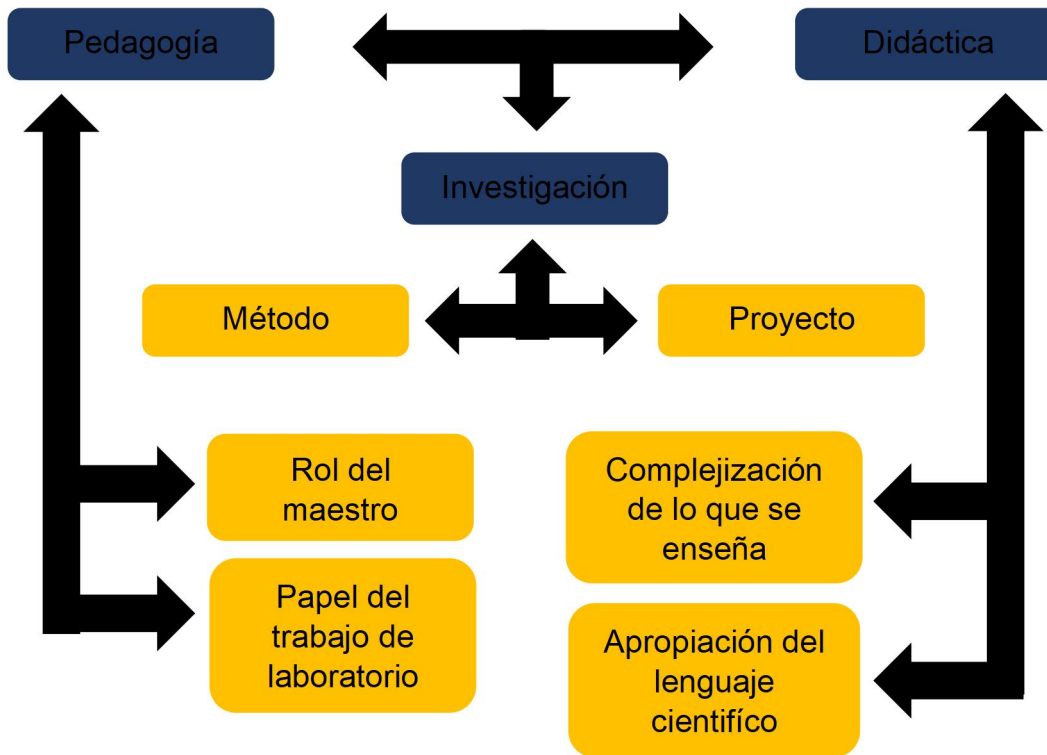 Pedagogía
Didáctica
Investigación
Método
Proyecto
Rol del
maestro
Complejización
de lo que se
enseña
Papel del
trabajo de
laboratorio
Apropiación del
lenguaje
cientifíco